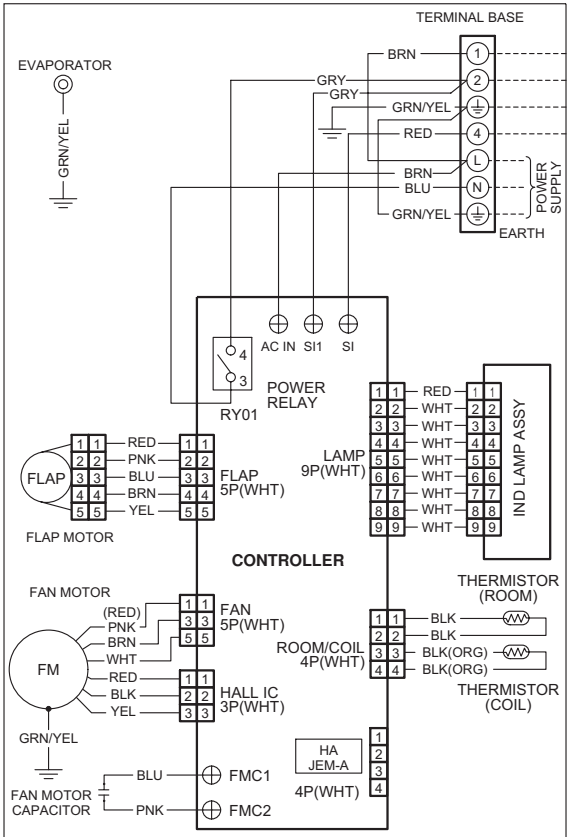 TERMINAL BASE
BRN
1
EVAPORATOR
GRY
2
GRY
GRN/YEL
GRN/YEL
RED
4
BRN
L
BLU
N
POWER SUPPLY
GRN/YEL
EARTH
AC IN SI1 SI
4
3
POWER
RELAY
RY01
LAMP
9P(WHT)
1 1 RED 1 1
2 2 WHT 2 2
3 3 WHT 3 3
4 4 WHT 4 4
5 5 WHT 5 5
6 6 WHT 6 6
7 7 WHT 7 7
8 8 WHT 8 8
9 9 WHT 9 9
IND LAMP ASSY
FLAP
1 1 RED 1 1
2 2 PNK 2 2
3 3 BLU 3 3
4 4 BRN 4 4
5 5 YEL 5 5
FLAP
5P(WHT)
FLAP MOTOR
CONTROLLER
FAN MOTOR
(RED)
PNK 1 1
BRN 3 3
WHT 5 5
FAN
5P(WHT)
FM
RED 1 1
BLK 2 2
YEL 3 3
HALL IC
3P(WHT)
GRN/YEL
THERMISTOR
(ROOM)
ROOM/COIL
4P(WHT)
1 1 BLK
2 2 BLK
3 3 BLK(ORG)
4 4 BLK(ORG)
THERMISTOR
(COIL)
HA
JEM-A
1
2
3
4
4P(WHT)
BLU FMC1
FAN MOTOR
CAPACITOR
PNK FMC2